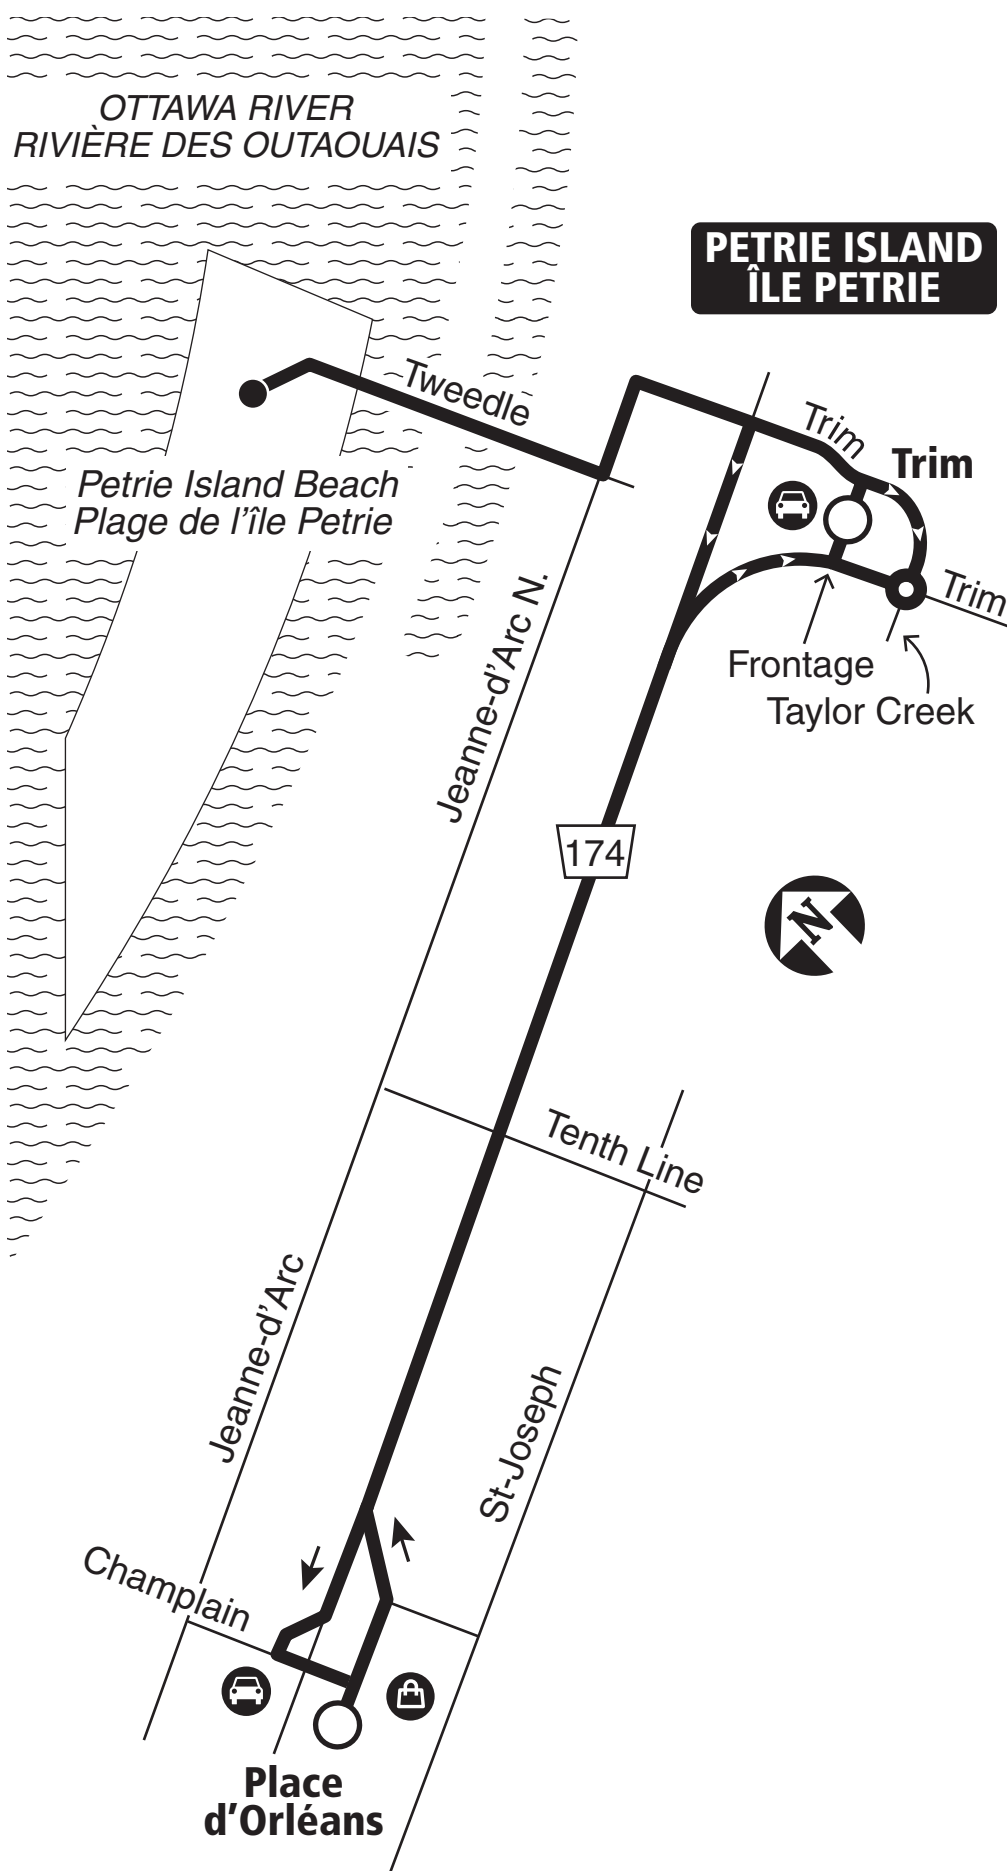 OTTAWA RIVER
RIVIÈRE DES OUTAOUAIS
PETRIE ISLAND
ÎLE PETRIE
Tweedle
Trim
Trim
Petrie Island Beach
Plage de l'île Petrie
Trim
Jeanne-d'Arc N.
Frontage
Taylor Creek
174
N
Tenth Line
Jeanne-d'Arc
St-Joseph
Champlain
Place
d'Orléans